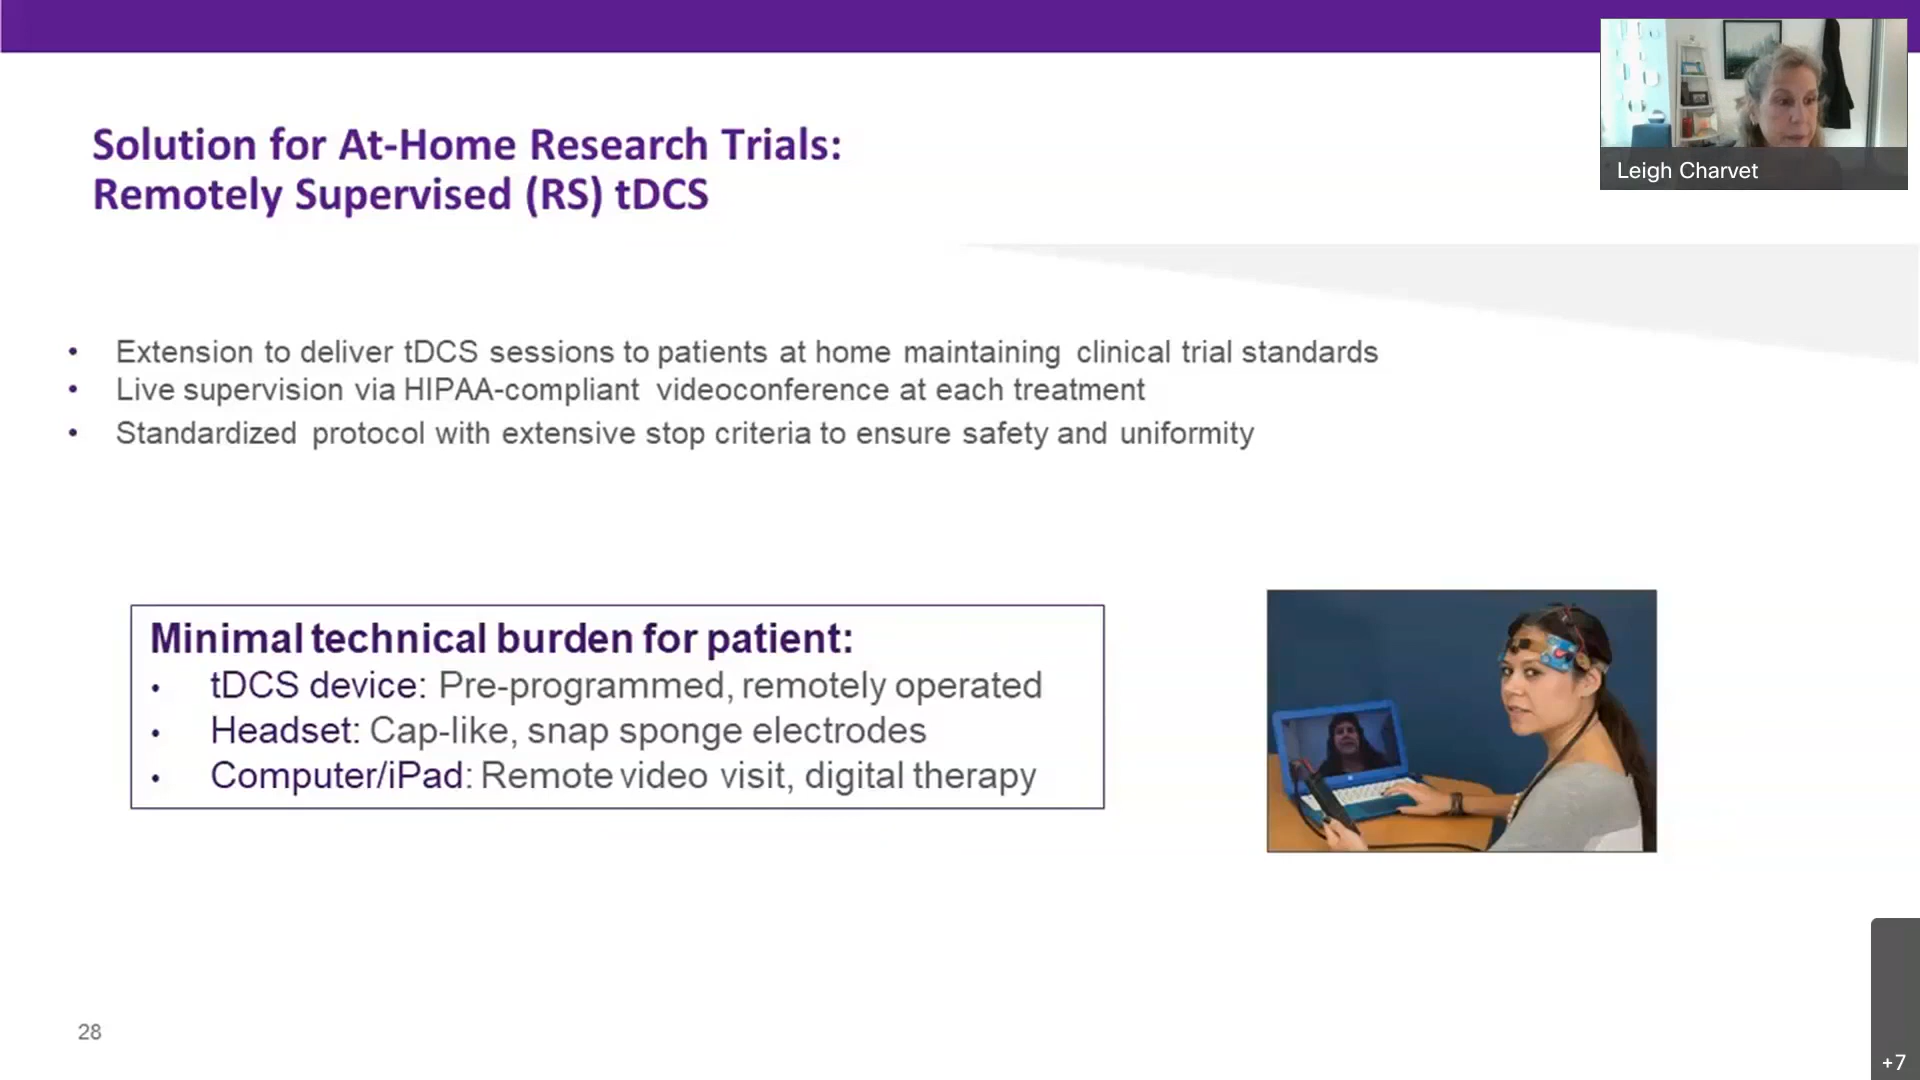 Solution for At-Home Research Trials:
Remotely Supervised (RS) tDCS
Leigh Charvet
• Extension to deliver tDCS sessions to patients at home maintaining clinical trial standards
• Live supervision via HIPAA-compliant videoconference at each treatment
• Standardized protocol with extensive stop criteria to ensure safety and uniformity
Minimal technical burden for patient:
• tDCS device: Pre-programmed, remotely operated
• Headset: Cap-like, snap sponge electrodes
• Computer/iPad: Remote video visit, digital therapy
28
+7